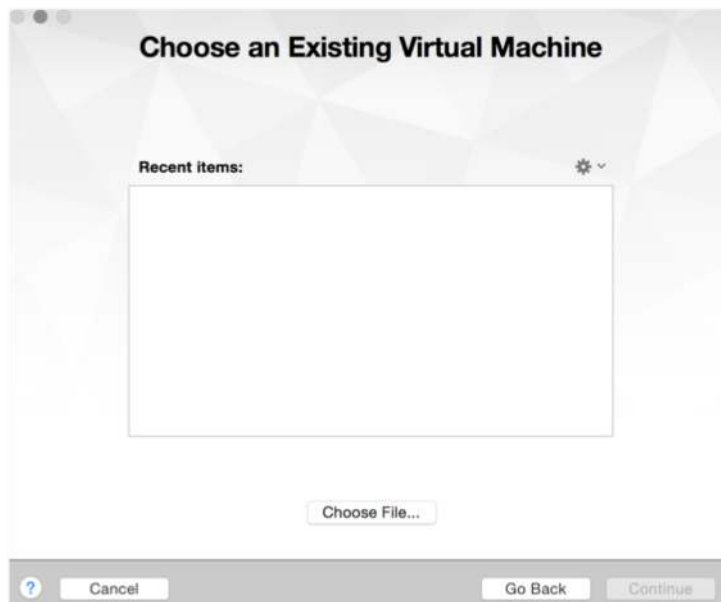 Choose an Existing Virtual Machine
Recent items:
Choose File...
? Cancel Go Back Continue